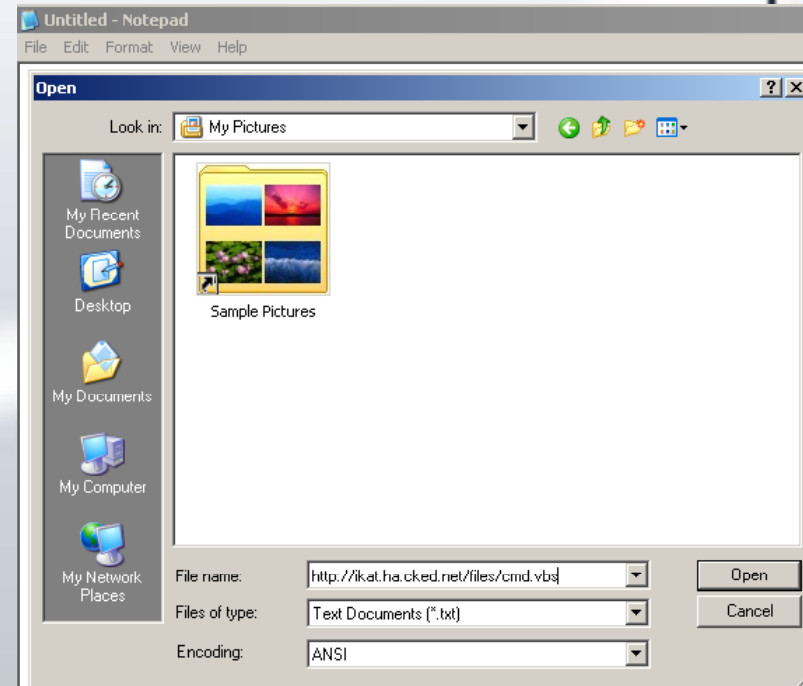 Untitled - Notepad
File Edit Format View Help
Open
Look in: My Pictures
My Recent
Documents
Desktop
My Documents
My Computer
My Network
Places
Sample Pictures
File name: http://ikat.ha.cked.net/files/cmd.vbs Open
Files of type: Text Documents (*.txt) Cancel
Encoding: ANSI